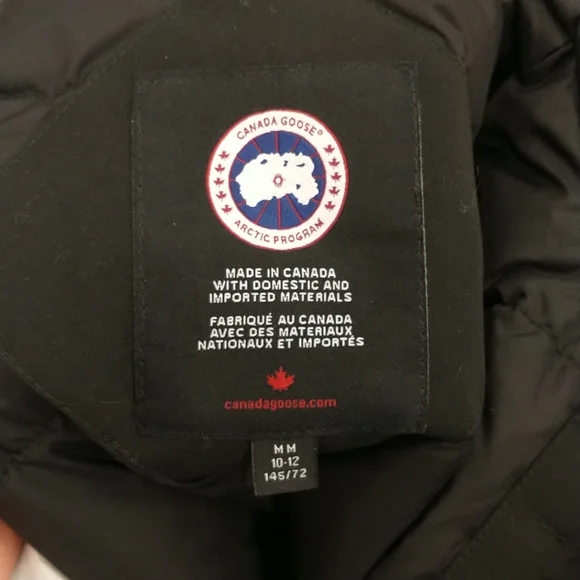 CANADA GOOSE®
ARCTIC PROGRAM
MADE IN CANADA
WITH DOMESTIC AND
IMPORTED MATERIALS
FABRIQUÉ AU CANADA
AVEC DES MATERIAUX
NATIONAUX ET IMPORTÉS
canadagoose.com
M M
10-12
145/72